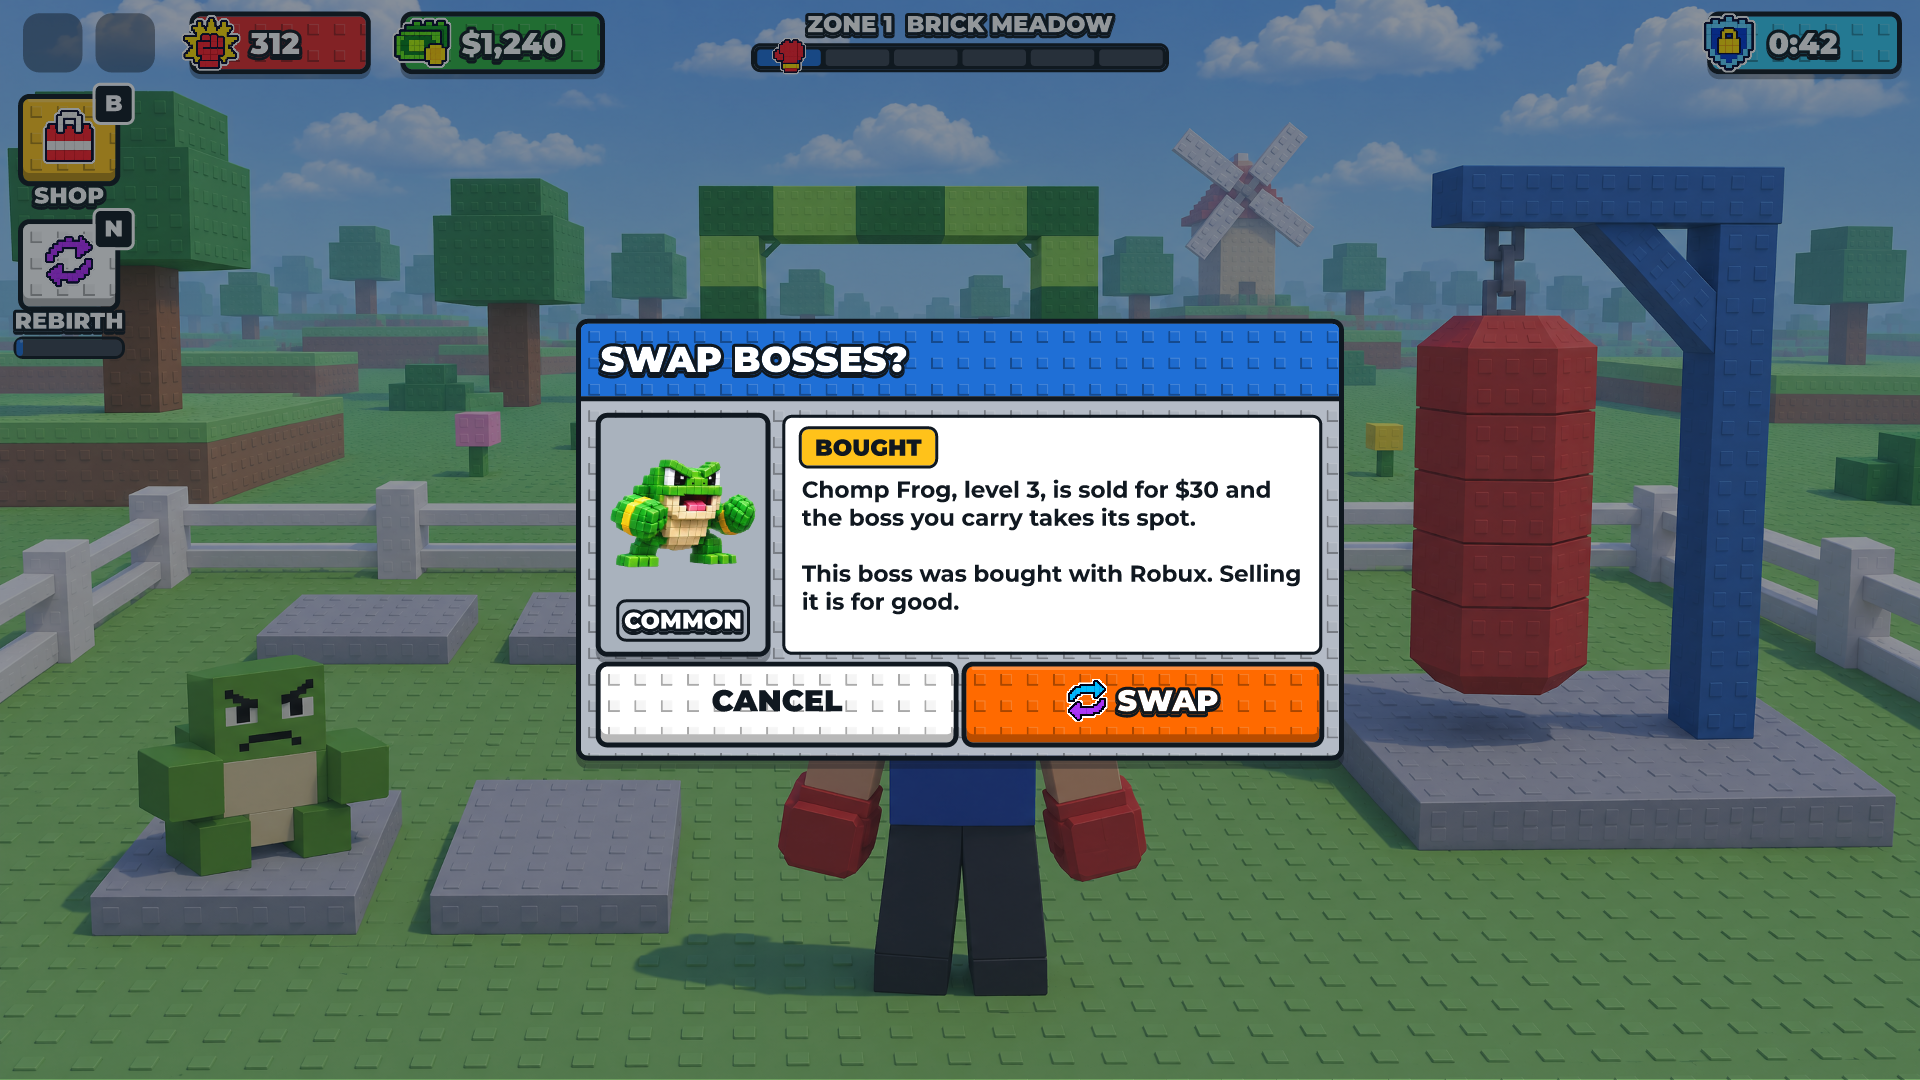 312
$1,240
ZONE 1 BRICK MEADOW
0:42
B
SHOP
N
REBIRTH
SWAP BOSSES?
BOUGHT
Chomp Frog, level 3, is sold for $30 and
the boss you carry takes its spot.
This boss was bought with Robux. Selling
it is for good.
COMMON
CANCEL
SWAP